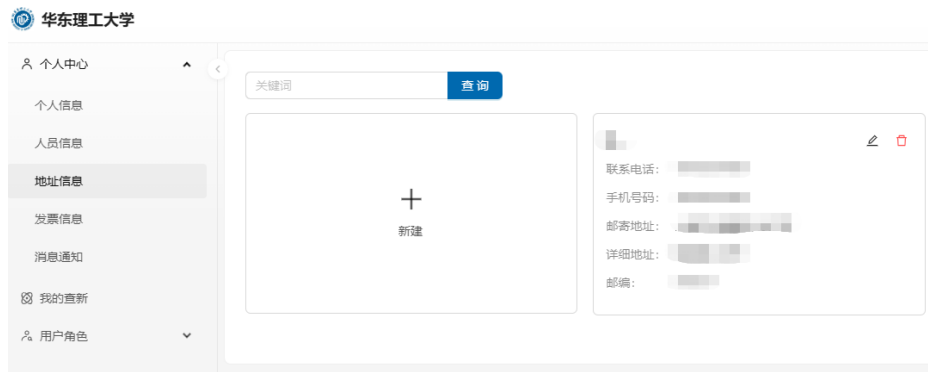 华东理工大学
个人中心
个人信息
人员信息
地址信息
发票信息
消息通知
我的查新
用户角色
关键词 查询
新建
联系电话：
手机号码：
邮寄地址：
详细地址：
邮编：